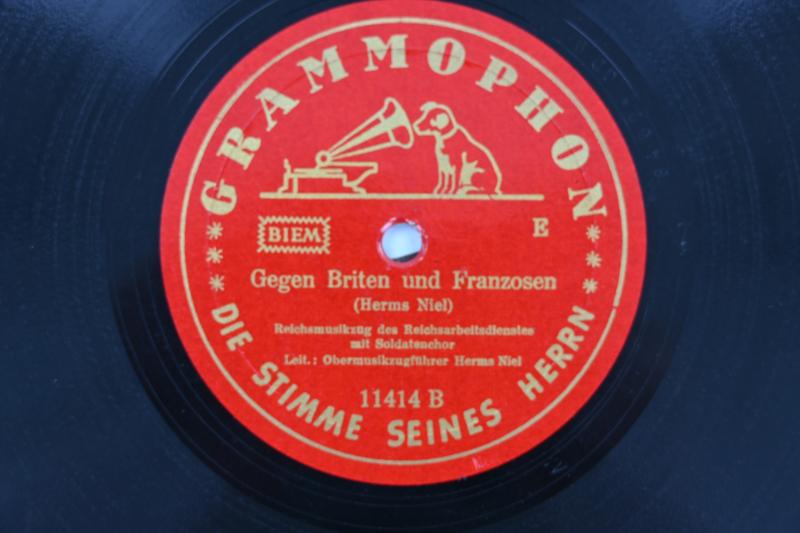 GRAMMOPHON
BIEM
E
Gegen Briten und Franzosen
(Herms Niel)
Reichsmusikzug des Reichsarbeitsdienstes
mit Soldatenchor
Leit.: Obermusikzugführer Herms Niel
11414 B
*** DIE STIMME SEINES HERRN ***